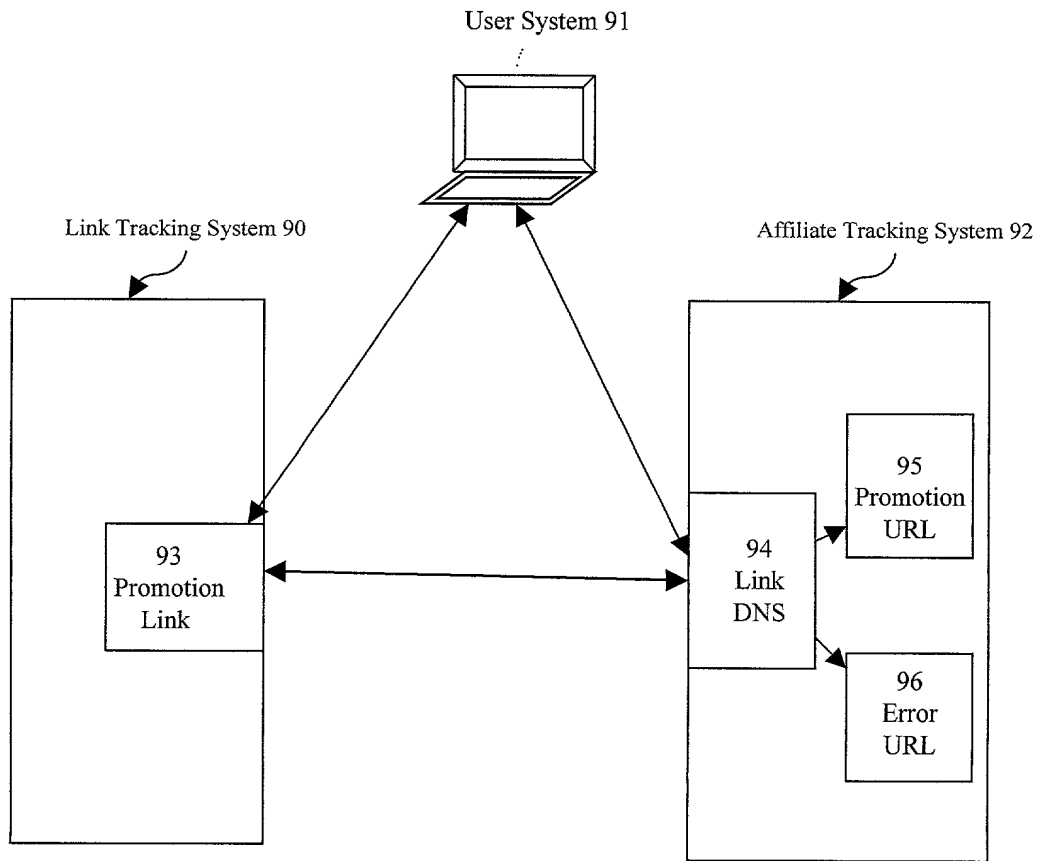 User System 91
Link Tracking System 90
Affiliate Tracking System 92
93
Promotion
Link
94
Link
DNS
95
Promotion
URL
96
Error
URL